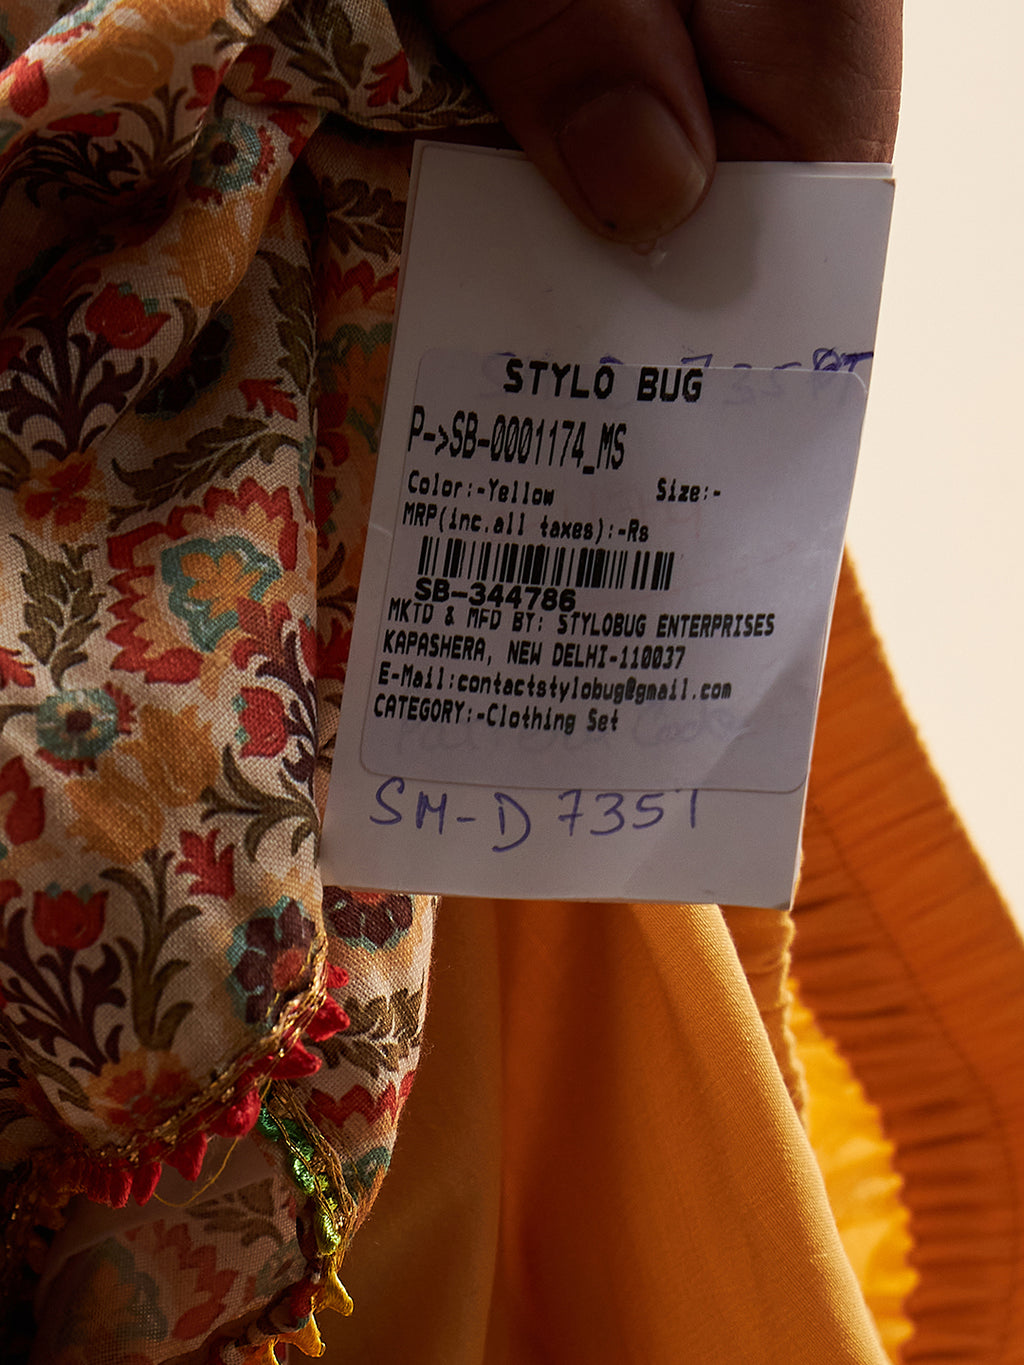 STYLO BUG
P->SB-0001174_MS
Color:-Yellow Size:-
MRP(inc.all taxes):-Rs
SB-344786
MKTD & MFD BY: STYLOBUG ENTERPRISES
KAPASHERA, NEW DELHI-110037
E-Mail:contactstylobug@gmail.com
CATEGORY:-Clothing Set
SM-D 7351